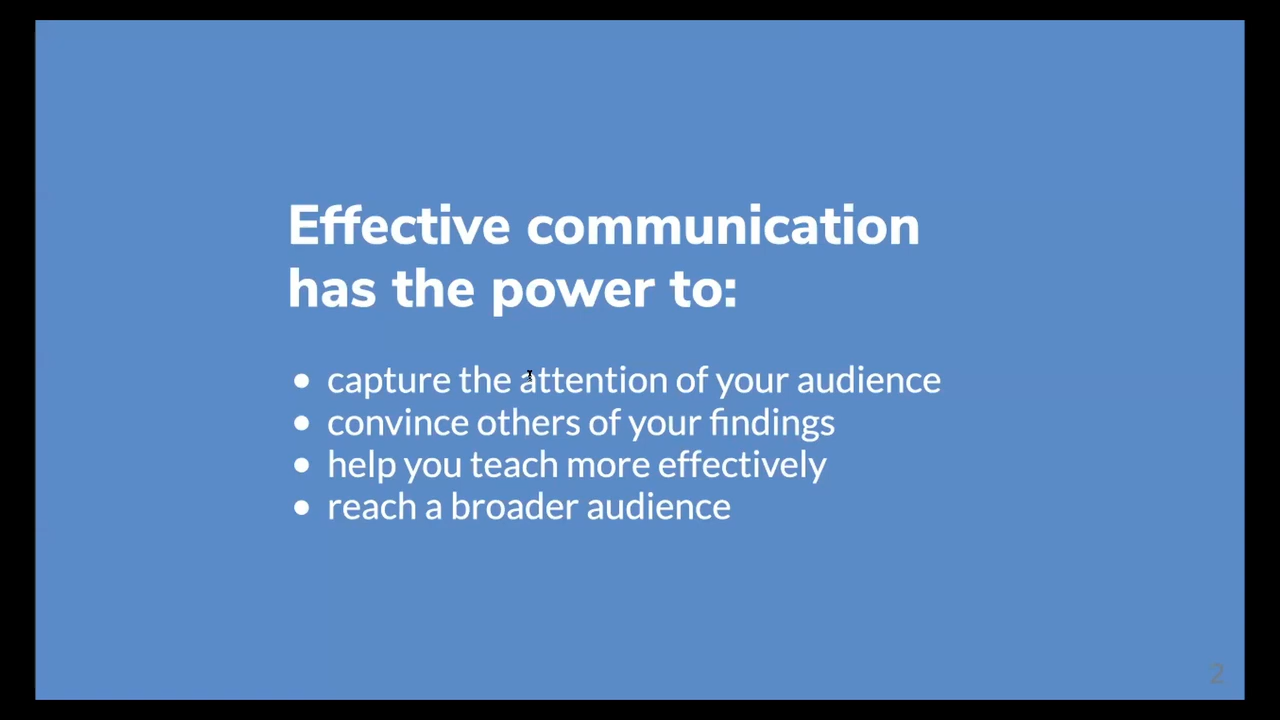 Effective communication
has the power to:
● capture the attention of your audience
● convince others of your findings
● help you teach more effectively
● reach a broader audience
2